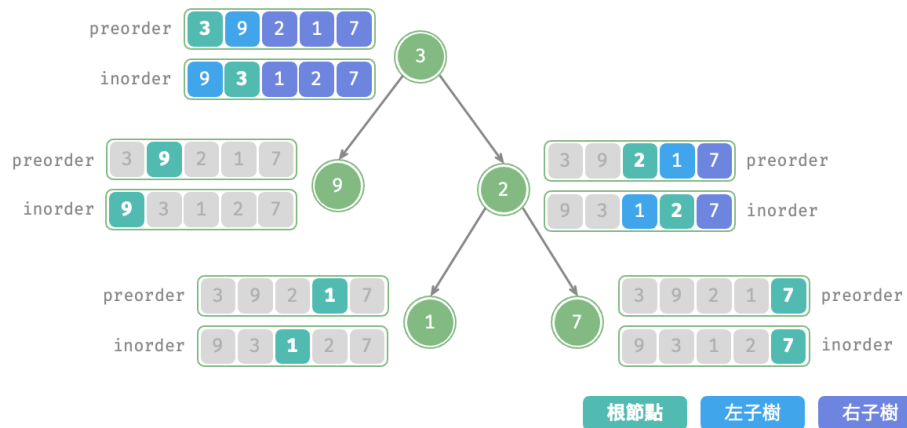 preorder 3 9 2 1 7
inorder 9 3 1 2 7
3
preorder 3 9 2 1 7
inorder 9 3 1 2 7
9
2
3 9 2 1 7 preorder
9 3 1 2 7 inorder
preorder 3 9 2 1 7
inorder 9 3 1 2 7
1
7
3 9 2 1 7 preorder
9 3 1 2 7 inorder
根節點 左子樹 右子樹